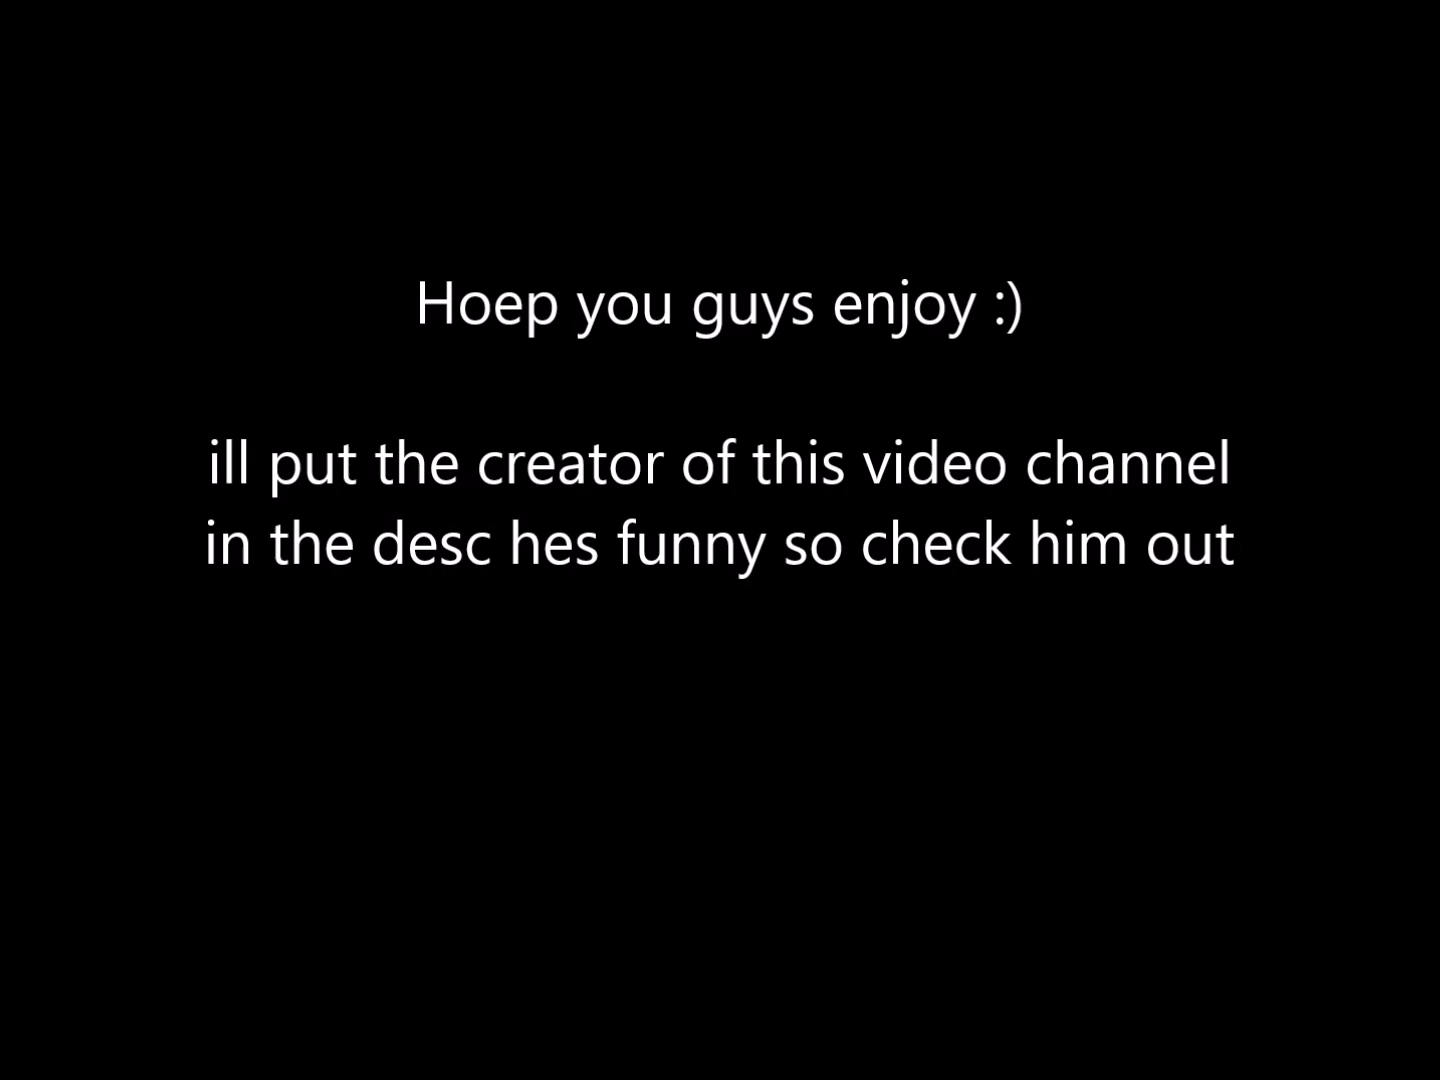 Hoep you guys enjoy :)
ill put the creator of this video channel
in the desc hes funny so check him out